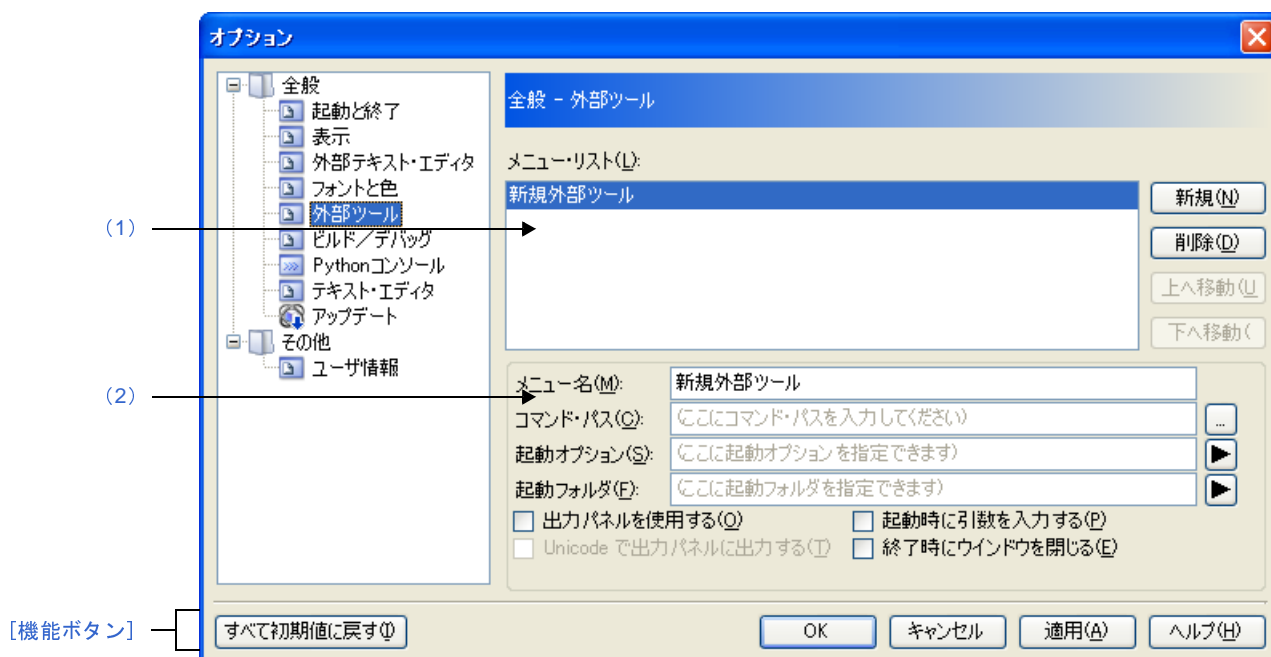 オプション
全般
起動と終了
表示
外部テキスト・エディタ
フォントと色
外部ツール
ビルド／デバッグ
Pythonコンソール
テキスト・エディタ
アップデート
その他
ユーザ情報
全般 - 外部ツール
メニュー・リスト(L):
新規外部ツール
新規(N)
削除(D)
上へ移動(U
下へ移動(
(1)
(2)
メニュー名(M):
新規外部ツール
コマンド・パス(C):
(ここにコマンド・パスを入力してください)
...
起動オプション(S):
(ここに起動オプションを指定できます)
起動フォルダ(F):
(ここに起動フォルダを指定できます)
出力パネルを使用する(O)
起動時に引数を入力する(P)
Unicode で出力パネルに出力する(T)
終了時にウインドウを閉じる(E)
[機能ボタン]
すべて初期値に戻す(I)
OK
キャンセル
適用(A)
ヘルプ(H)